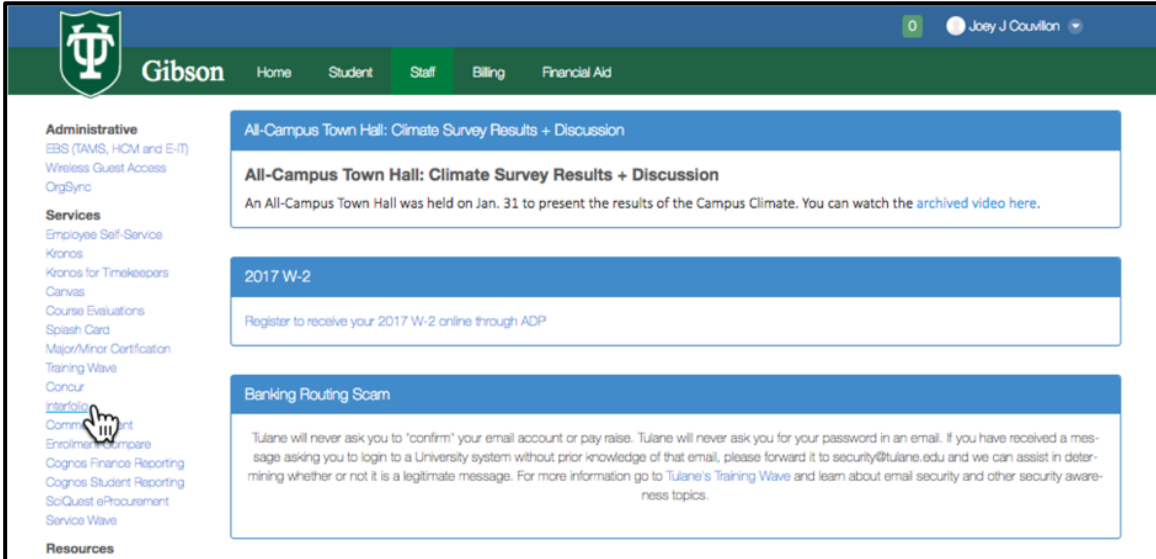 0 Joey J Couvillon
Gibson Home Student Staff Billing Financial Aid
Administrative
EBS (TAMS, HCM and E-IT)
Wireless Guest Access
OrgSync
Services
Employee Self-Service
Kronos
Kronos for Timekeepers
Canvas
Course Evaluations
Splash Card
Major/Minor Certification
Training Wave
Concur
Interfolio
Enrollment Compare
Cognos Finance Reporting
Cognos Student Reporting
SciQuest eProcurement
Service Wave
Resources
All-Campus Town Hall: Climate Survey Results + Discussion
All-Campus Town Hall: Climate Survey Results + Discussion
An All-Campus Town Hall was held on Jan. 31 to present the results of the Campus Climate. You can watch the archived video here.
2017 W-2
Register to receive your 2017 W-2 online through ADP
Banking Routing Scam
Tulane will never ask you to "confirm" your email account or pay raise. Tulane will never ask you for your password in an email. If you have received a mes-
sage asking you to login to a University system without prior knowledge of that email, please forward it to security@tulane.edu and we can assist in deter-
mining whether or not it is a legitimate message. For more information go to Tulane's Training Wave and learn about email security and other security aware-
ness topics.